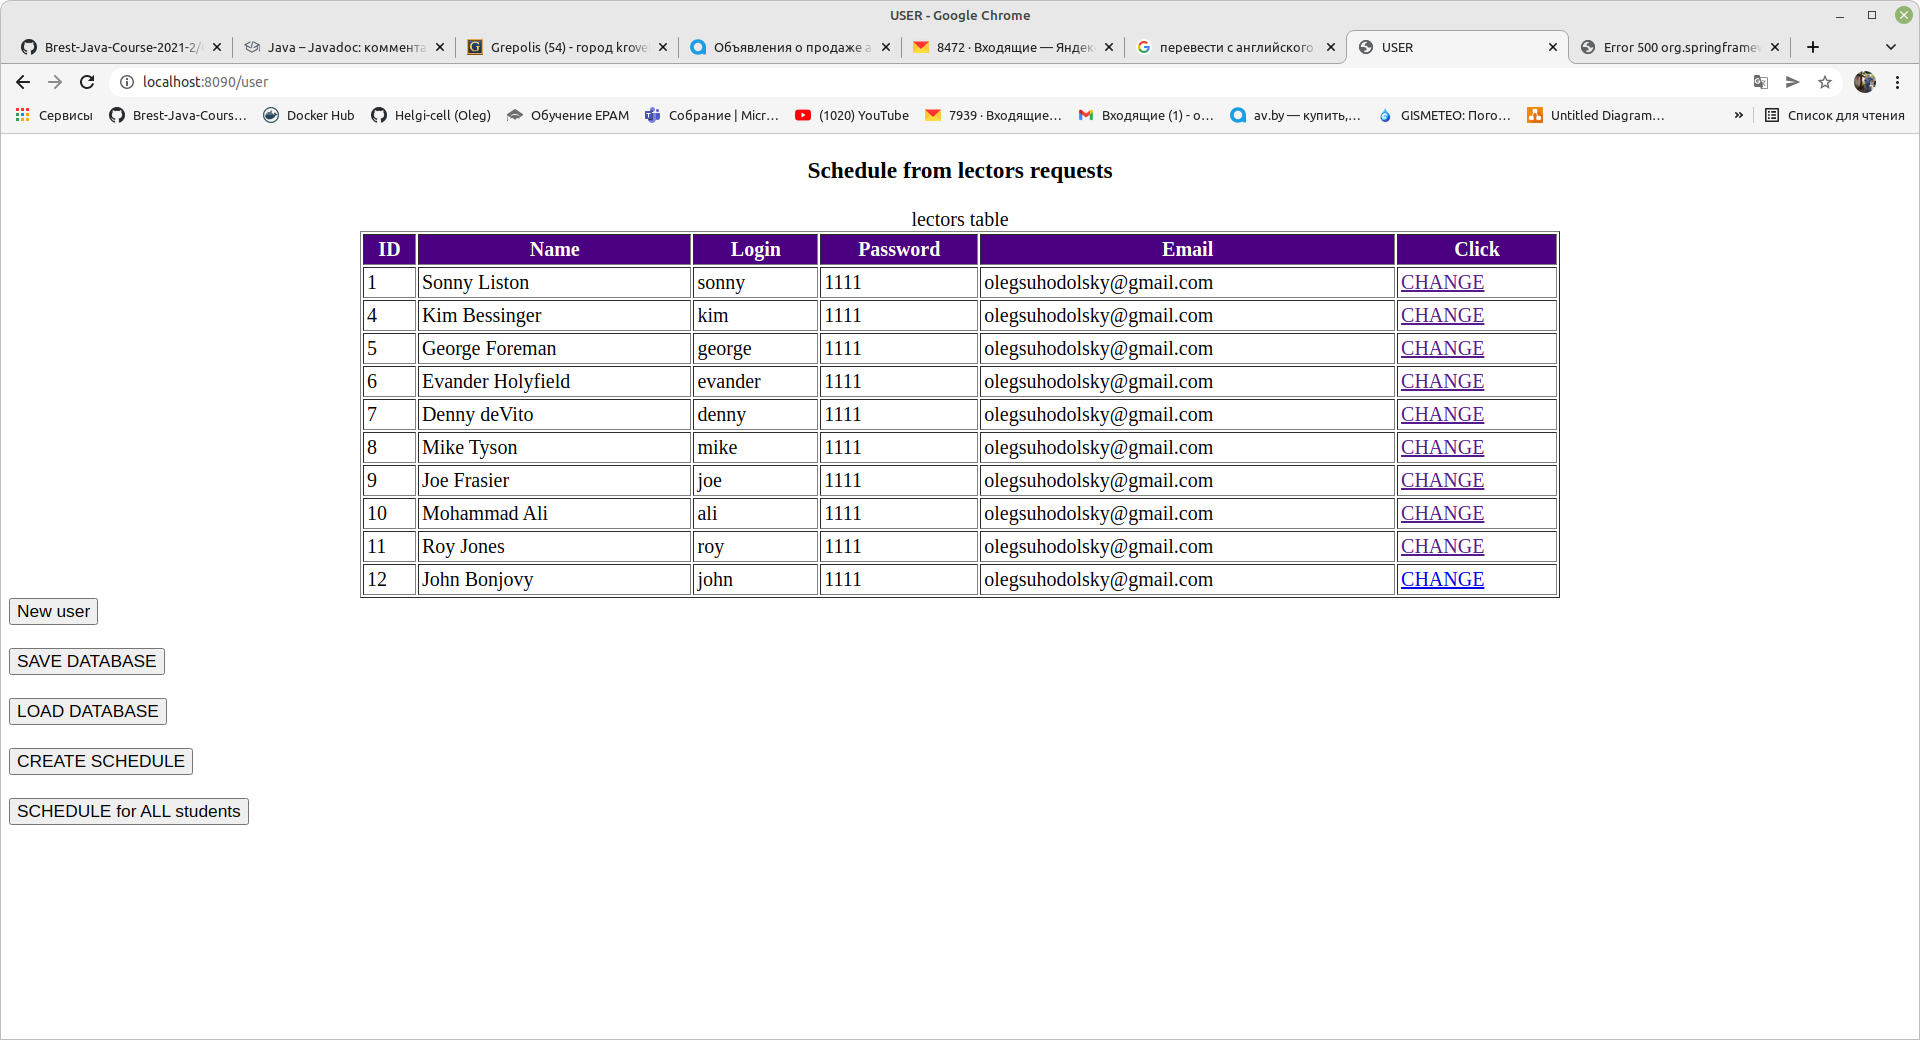 USER - Google Chrome
Brest-Java-Course-2021-2/
Java – Javadoc: коммента
Grepolis (54) - город krove
Объявления о продаже а
8472 · Входящие — Яндек
перевести с английского
USER
Error 500 org.springframew
localhost:8090/user
Сервисы
Brest-Java-Cours…
Docker Hub
Helgi-cell (Oleg)
Обучение EPAM
Собрание | Micr…
(1020) YouTube
7939 · Входящие…
Входящие (1) - o…
av.by — купить,…
GISMETEO: Пого…
Untitled Diagram…
»
Список для чтения
Schedule from lectors requests
lectors table
ID Name Login Password Email Click
1 Sonny Liston sonny 1111 olegsuhodolsky@gmail.com CHANGE
4 Kim Bessinger kim 1111 olegsuhodolsky@gmail.com CHANGE
5 George Foreman george 1111 olegsuhodolsky@gmail.com CHANGE
6 Evander Holyfield evander 1111 olegsuhodolsky@gmail.com CHANGE
7 Denny deVito denny 1111 olegsuhodolsky@gmail.com CHANGE
8 Mike Tyson mike 1111 olegsuhodolsky@gmail.com CHANGE
9 Joe Frasier joe 1111 olegsuhodolsky@gmail.com CHANGE
10 Mohammad Ali ali 1111 olegsuhodolsky@gmail.com CHANGE
11 Roy Jones roy 1111 olegsuhodolsky@gmail.com CHANGE
12 John Bonjovy john 1111 olegsuhodolsky@gmail.com CHANGE
New user
SAVE DATABASE
LOAD DATABASE
CREATE SCHEDULE
SCHEDULE for ALL students